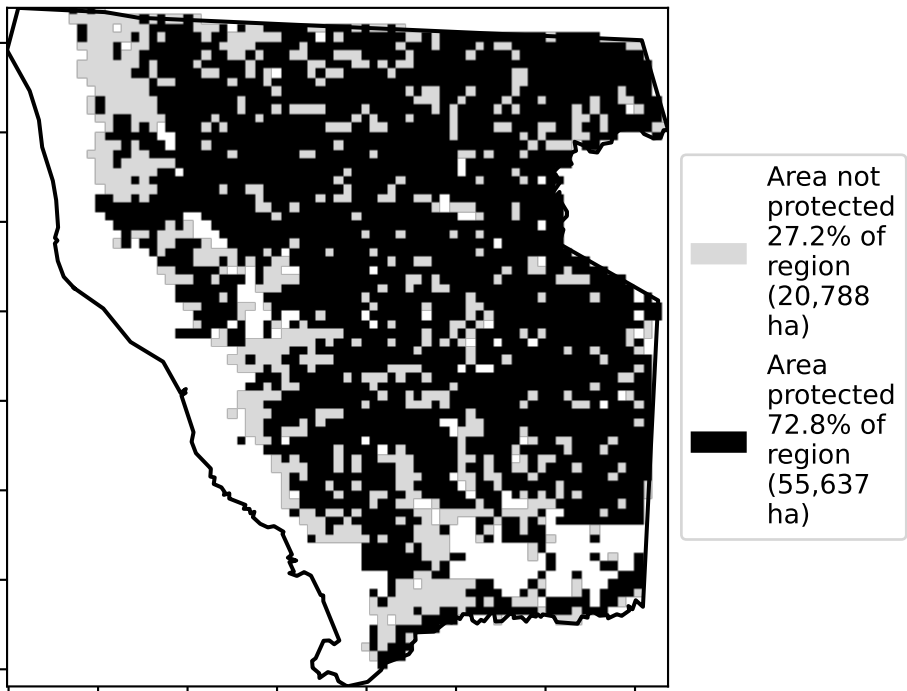 Area not
protected
27.2% of
region
(20,788
ha)
Area
protected
72.8% of
region
(55,637
ha)